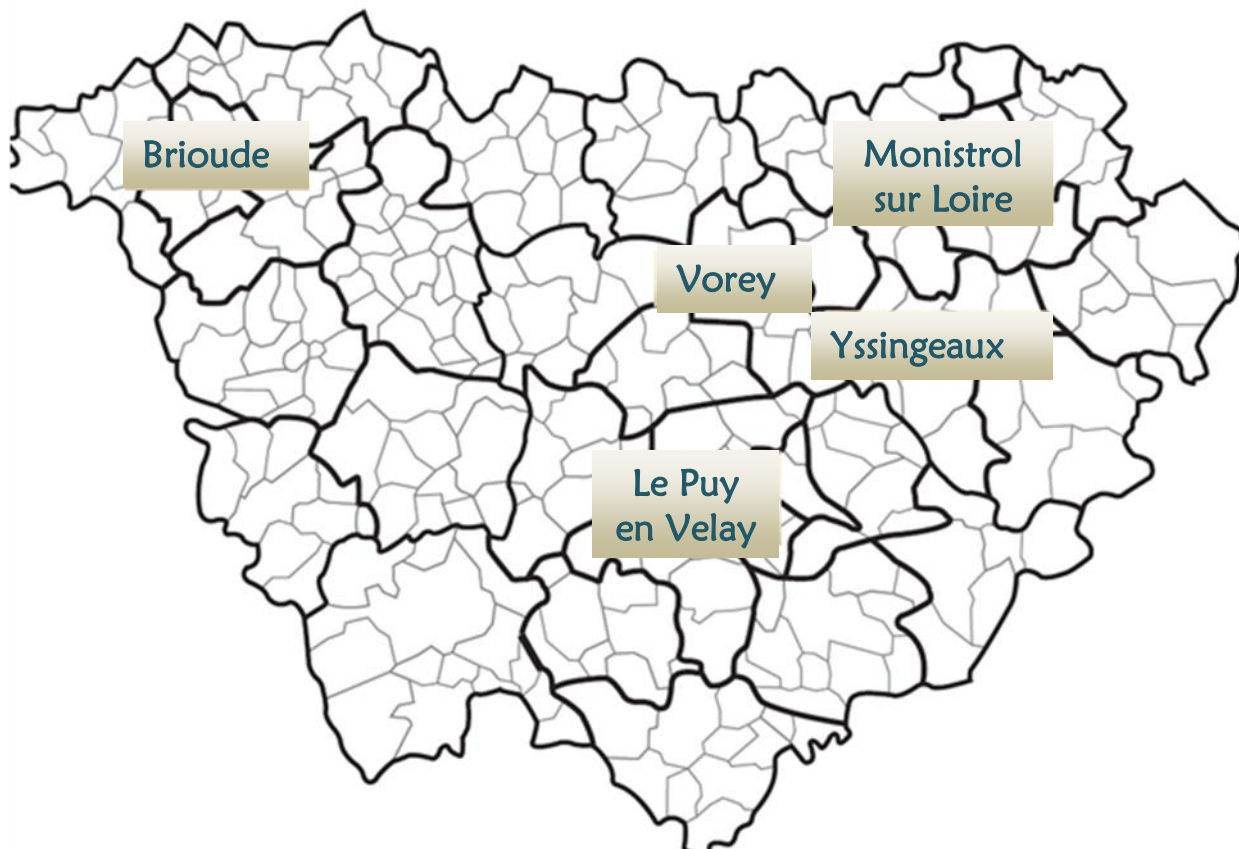 Brioude
Monistrol
sur Loire
Vorey
Yssingeaux
Le Puy
en Velay